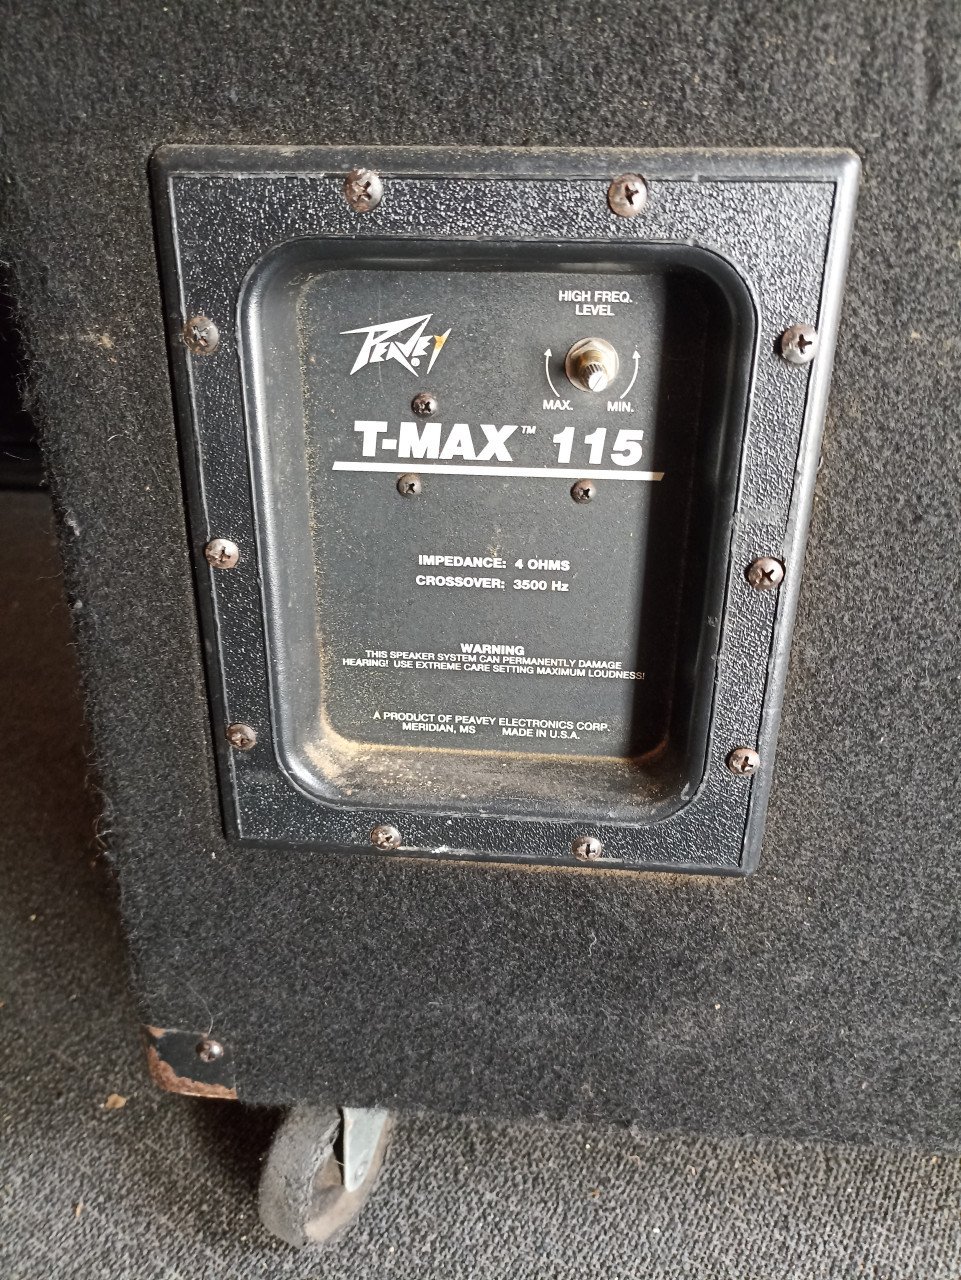 HIGH FREQ.
LEVEL
PEAVEY
MAX. MIN.
T-MAX™ 115
IMPEDANCE: 4 OHMS
CROSSOVER: 3500 Hz
WARNING
THIS SPEAKER SYSTEM CAN PERMANENTLY DAMAGE
HEARING! USE EXTREME CARE SETTING MAXIMUM LOUDNESS!
A PRODUCT OF PEAVEY ELECTRONICS CORP.
MERIDIAN, MS MADE IN U.S.A.